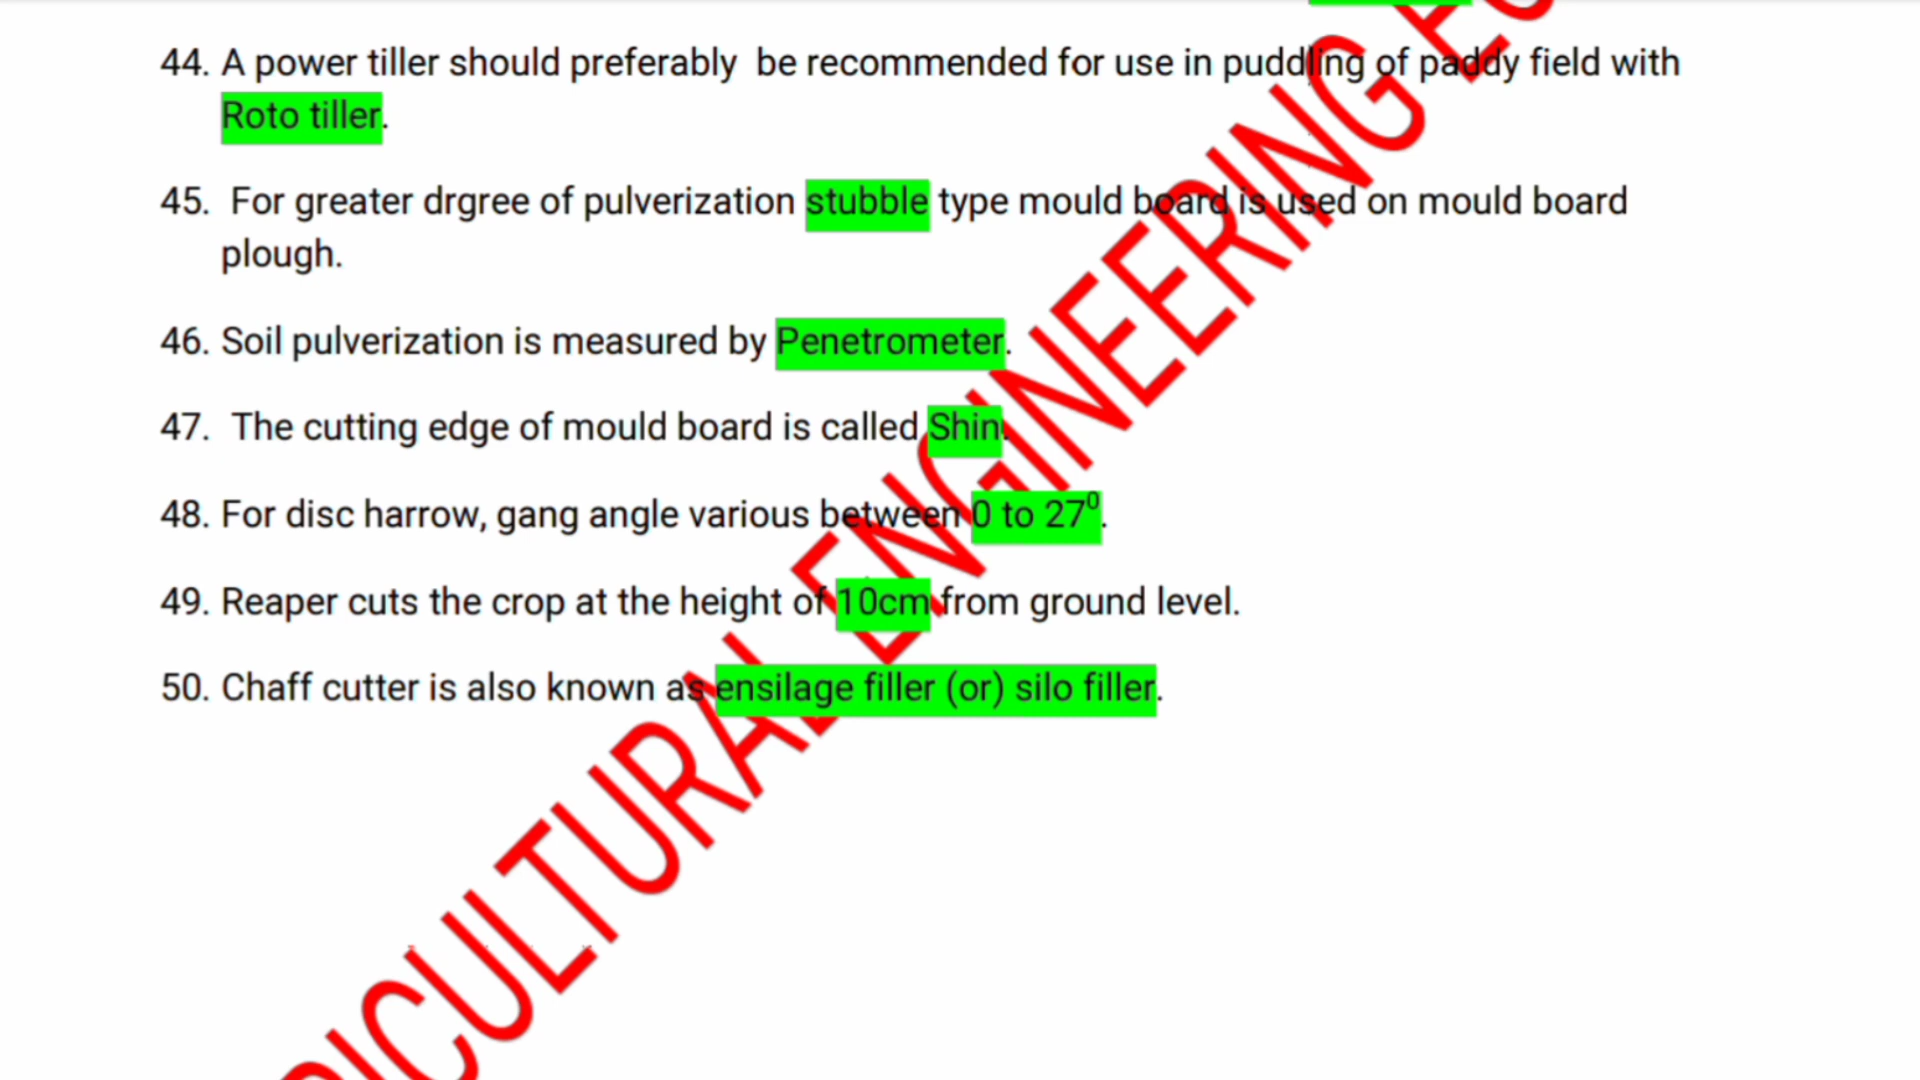 44. A power tiller should preferably be recommended for use in puddling of paddy field with
Roto tiller.
45. For greater drgree of pulverization stubble type mould board is used on mould board
plough.
46. Soil pulverization is measured by Penetrometer.
47. The cutting edge of mould board is called Shin.
48. For disc harrow, gang angle various between 0 to 27⁰.
49. Reaper cuts the crop at the height of 10cm from ground level.
50. Chaff cutter is also known as ensilage filler (or) silo filler.
RICULTURAL ENGINEERING